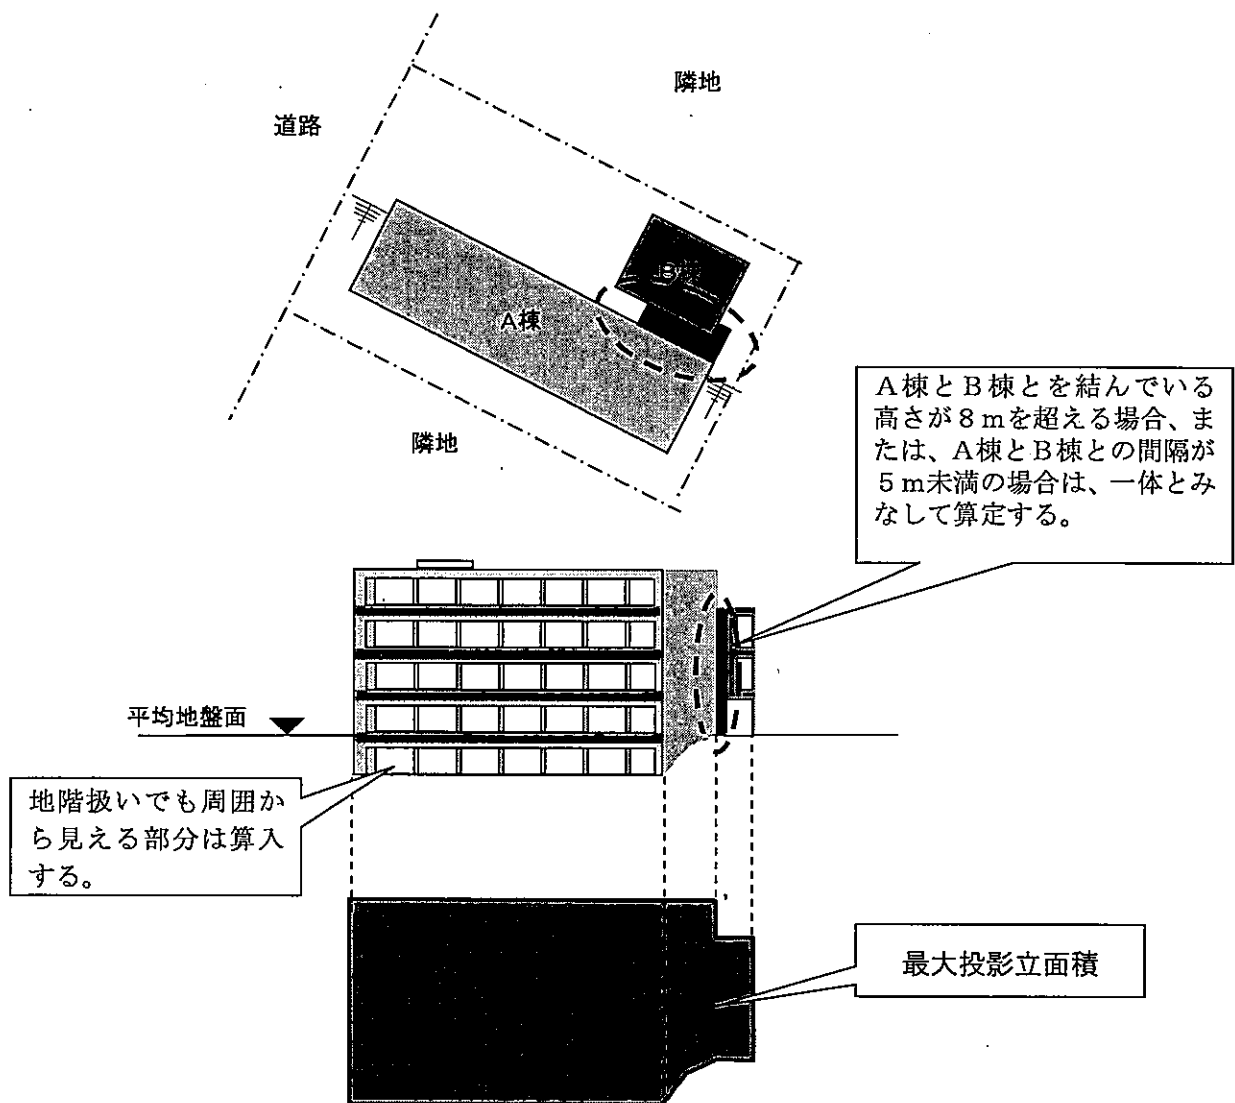 隣地
道路
B棟
A棟
隣地
A棟とB棟とを結んでいる
高さが8mを超える場合、ま
たは、A棟とB棟との間隔が
5m未満の場合は、一体とみ
なして算定する。
平均地盤面
地階扱いでも周囲か
ら見える部分は算入
する。
最大投影立面積